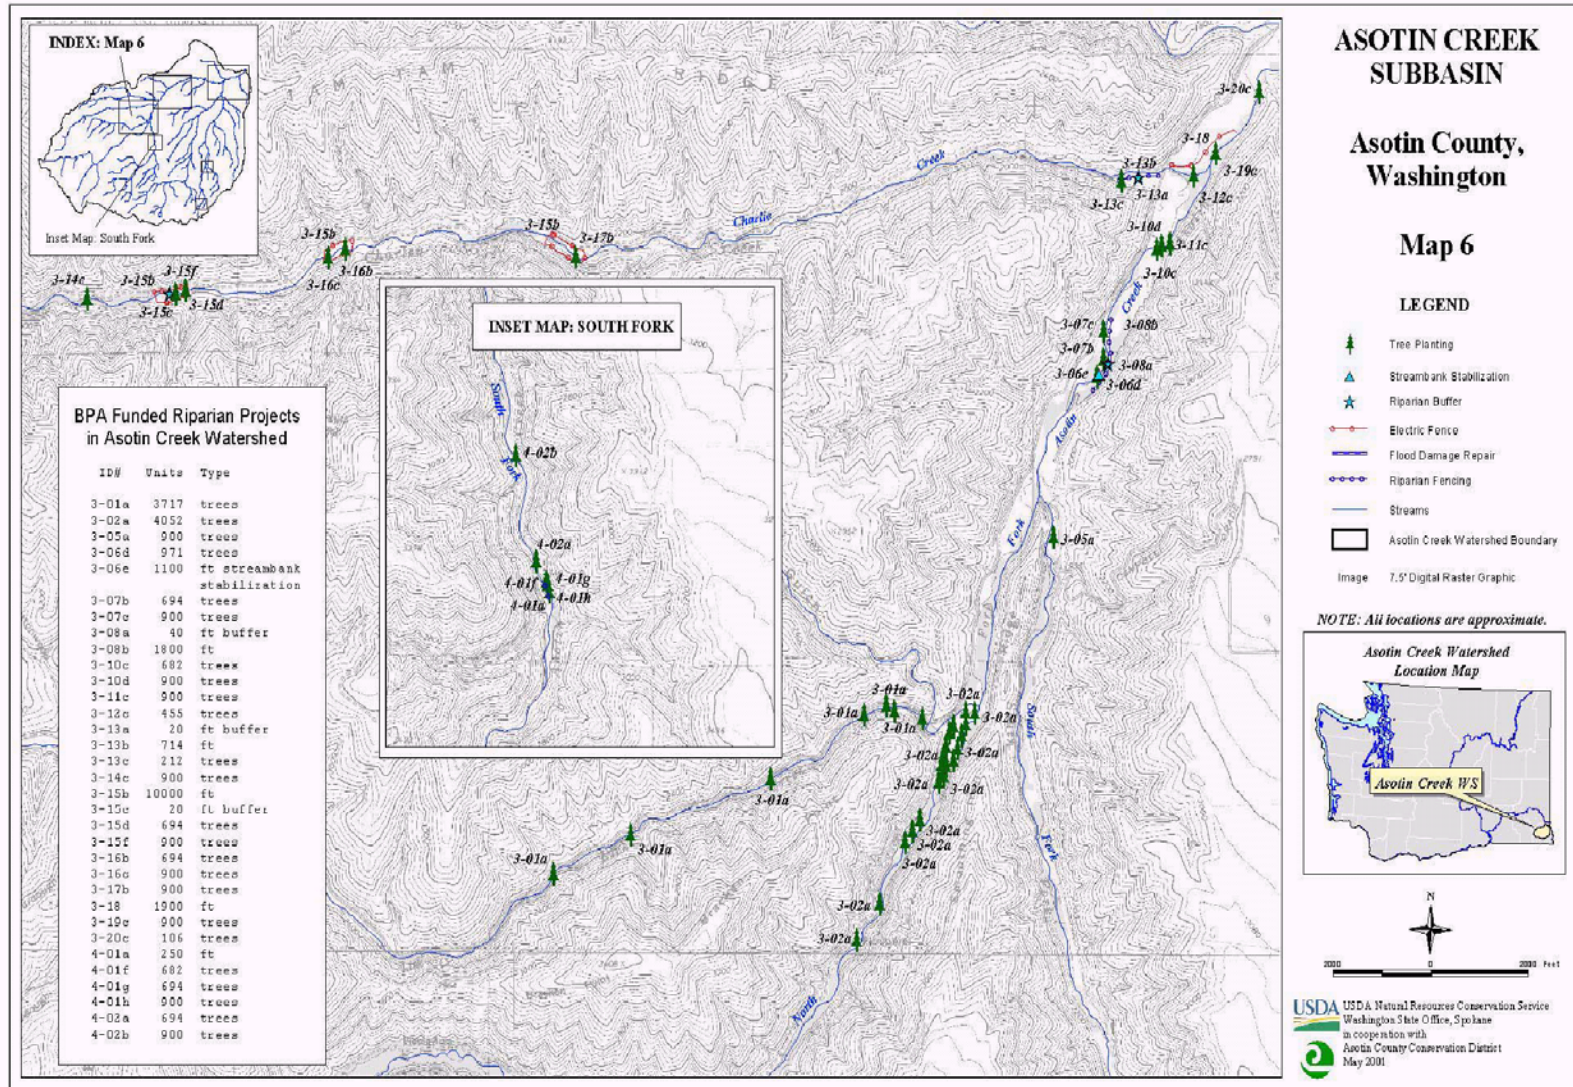 INDEX: Map 6
Inset Map: South Fork
BPA Funded Riparian Projects
in Asotin Creek Watershed
ID# Units Type
3-01a 3717 trees
3-02a 4052 trees
3-05a 900 trees
3-06d 971 trees
3-06e 1100 ft streambank
stabilization
3-07b 694 trees
3-07c 900 trees
3-08a 40 ft buffer
3-08b 1800 ft
3-10c 682 trees
3-10d 900 trees
3-11c 900 trees
3-12c 455 trees
3-13a 20 ft buffer
3-13b 714 ft
3-13c 212 trees
3-14c 900 trees
3-15b 10000 ft
3-15c 20 ft buffer
3-15d 694 trees
3-15f 900 trees
3-16b 694 trees
3-16c 900 trees
3-17b 900 trees
3-18 1900 ft
3-19c 900 trees
3-20c 106 trees
4-01a 250 ft
4-01f 682 trees
4-01g 694 trees
4-01h 900 trees
4-02a 694 trees
4-02b 900 trees
3-14c
3-15b
3-15f
3-15c
3-15d
3-15b
3-16b
3-16c
3-15b
3-17b
Charlie
Creek
3-20c
3-18
3-19c
3-13b
3-13a
3-13c
3-12c
3-10d
3-11c
3-10c
Creek
3-07c
3-08b
3-07b
3-08a
3-06e
3-06d
Asotin
Fork
3-05a
INSET MAP: SOUTH FORK
South
Fork
4-02b
4-02a
4-01g
4-01f
4-01h
4-01a
3-01a
3-01a
3-01a
3-01a
3-01a
3-01a
3-02a
3-02a
3-02a
3-02a
3-02a
3-02a
3-02a
3-02a
3-02a
3-02a
3-02a
South
Fork
North
ASOTIN CREEK
SUBBASIN
Asotin County,
Washington
Map 6
LEGEND
Tree Planting
Streambank Stabilization
Riparian Buffer
Electric Fence
Flood Damage Repair
Riparian Fencing
Streams
Asotin Creek Watershed Boundary
Image 7.5' Digital Raster Graphic
NOTE: All locations are approximate.
Asotin Creek Watershed
Location Map
Asotin Creek WS
N
2000 0 2000 Feet
USDA
USDA Natural Resources Conservation Service
Washington State Office, Spokane
in cooperation with
Asotin County Conservation District
May 2001